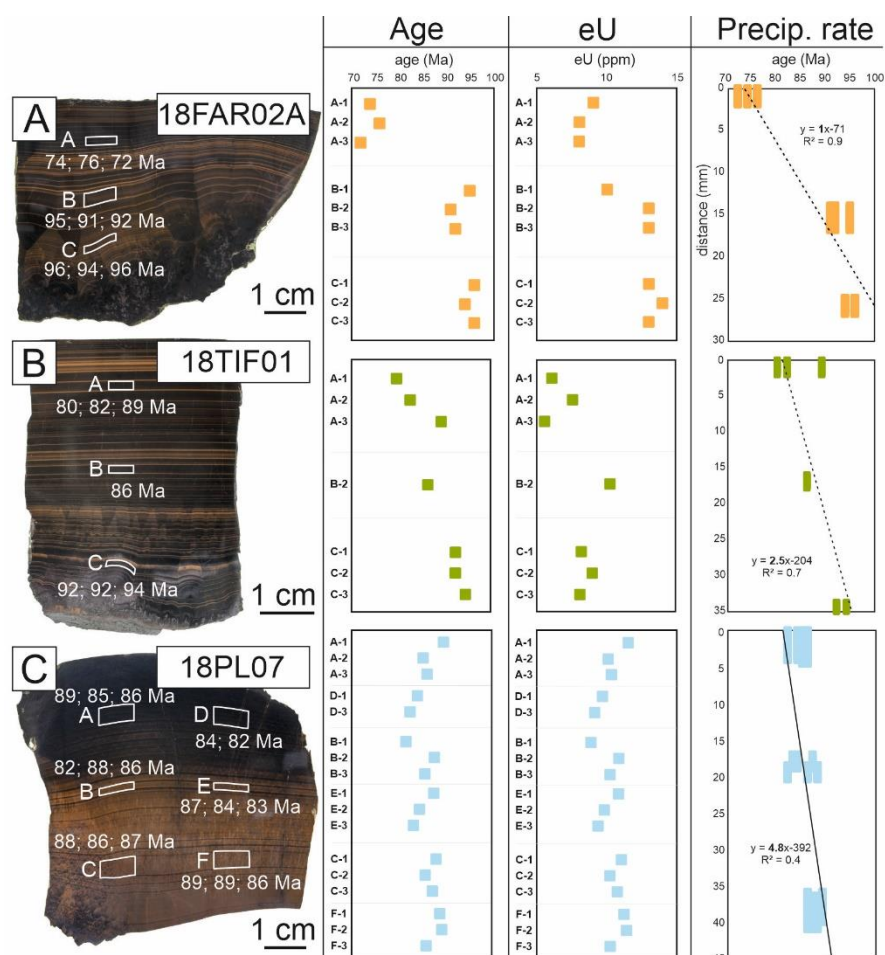 Age eU Precip. rate
age (Ma) eU (ppm) age (Ma)
70 75 80 85 90 95 100 5 10 15 70 75 80 85 90 95 100
A 18FAR02A
A
74; 76; 72 Ma
B
95; 91; 92 Ma
C
96; 94; 96 Ma
1 cm
A-1
A-2
A-3
B-1
B-2
B-3
C-1
C-2
C-3
A-1
A-2
A-3
B-1
B-2
B-3
C-1
C-2
C-3
distance (mm)
0
5
10
15
20
25
30
y = 1x-71
R² = 0.9
B 18TIF01
A
80; 82; 89 Ma
B
86 Ma
C
92; 92; 94 Ma
1 cm
A-1
A-2
A-3
B-2
C-1
C-2
C-3
A-1
A-2
A-3
B-2
C-1
C-2
C-3
0
5
10
15
20
25
30
35
y = 2.5x-204
R² = 0.7
C 18PL07
89; 85; 86 Ma
A D
84; 82 Ma
82; 88; 86 Ma
B E
87; 84; 83 Ma
88; 86; 87 Ma
C F
89; 89; 86 Ma
1 cm
A-1
A-2
A-3
D-1
D-3
B-1
B-2
B-3
E-1
E-2
E-3
C-1
C-2
C-3
F-1
F-2
F-3
A-1
A-2
A-3
D-1
D-3
B-1
B-2
B-3
E-1
E-2
E-3
C-1
C-2
C-3
F-1
F-2
F-3
0
5
10
15
20
25
30
35
40
y = 4.8x-392
R² = 0.4